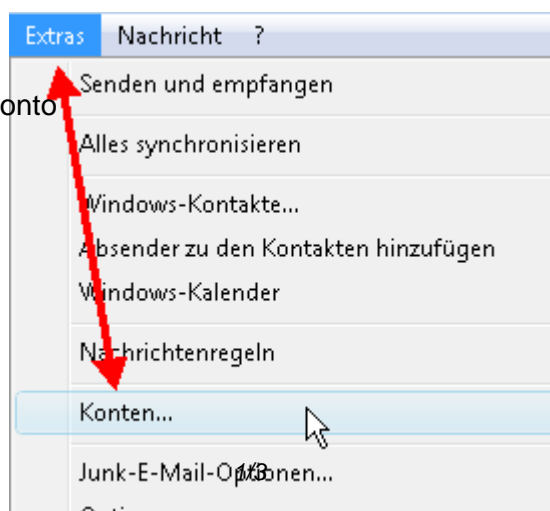 Extras Nachricht ?
Senden und empfangen
onto
Alles synchronisieren
Windows-Kontakte...
Absender zu den Kontakten hinzufügen
Windows-Kalender
Nachrichtenregeln
Konten...
Junk-E-Mail-Optionen...
1/3